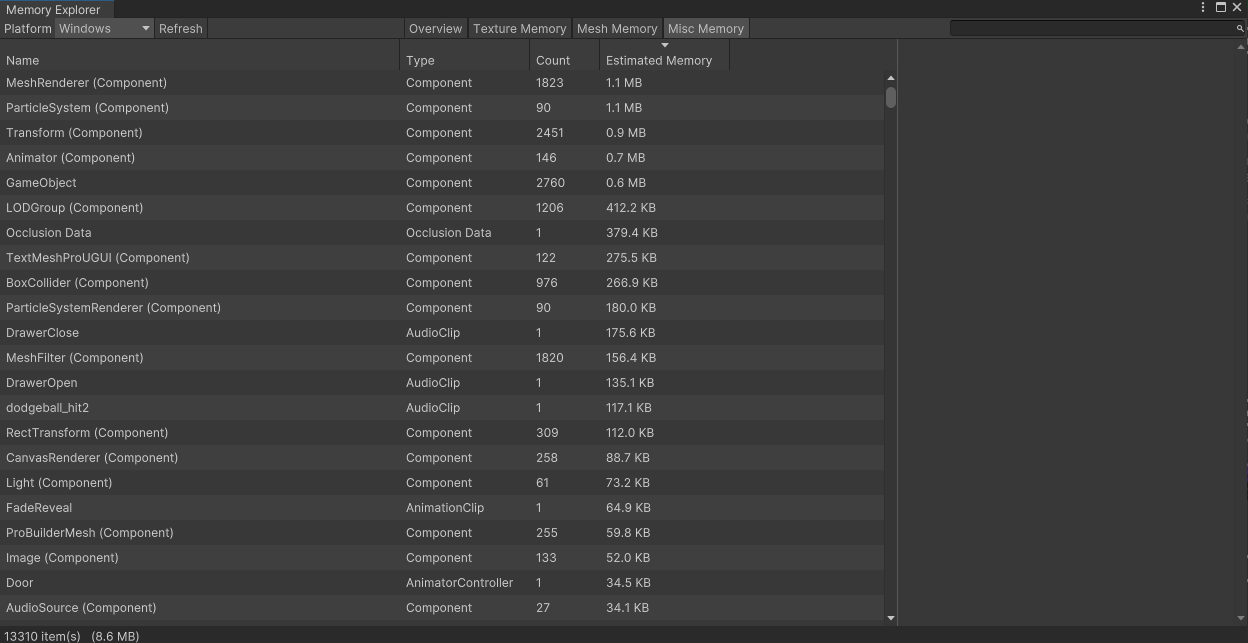 Memory Explorer
Platform Windows Refresh Overview Texture Memory Mesh Memory Misc Memory
Name Type Count Estimated Memory
MeshRenderer (Component) Component 1823 1.1 MB
ParticleSystem (Component) Component 90 1.1 MB
Transform (Component) Component 2451 0.9 MB
Animator (Component) Component 146 0.7 MB
GameObject Component 2760 0.6 MB
LODGroup (Component) Component 1206 412.2 KB
Occlusion Data Occlusion Data 1 379.4 KB
TextMeshProUGUI (Component) Component 122 275.5 KB
BoxCollider (Component) Component 976 266.9 KB
ParticleSystemRenderer (Component) Component 90 180.0 KB
DrawerClose AudioClip 1 175.6 KB
MeshFilter (Component) Component 1820 156.4 KB
DrawerOpen AudioClip 1 135.1 KB
dodgeball_hit2 AudioClip 1 117.1 KB
RectTransform (Component) Component 309 112.0 KB
CanvasRenderer (Component) Component 258 88.7 KB
Light (Component) Component 61 73.2 KB
FadeReveal AnimationClip 1 64.9 KB
ProBuilderMesh (Component) Component 255 59.8 KB
Image (Component) Component 133 52.0 KB
Door AnimatorController 1 34.5 KB
AudioSource (Component) Component 27 34.1 KB
13310 item(s) (8.6 MB)